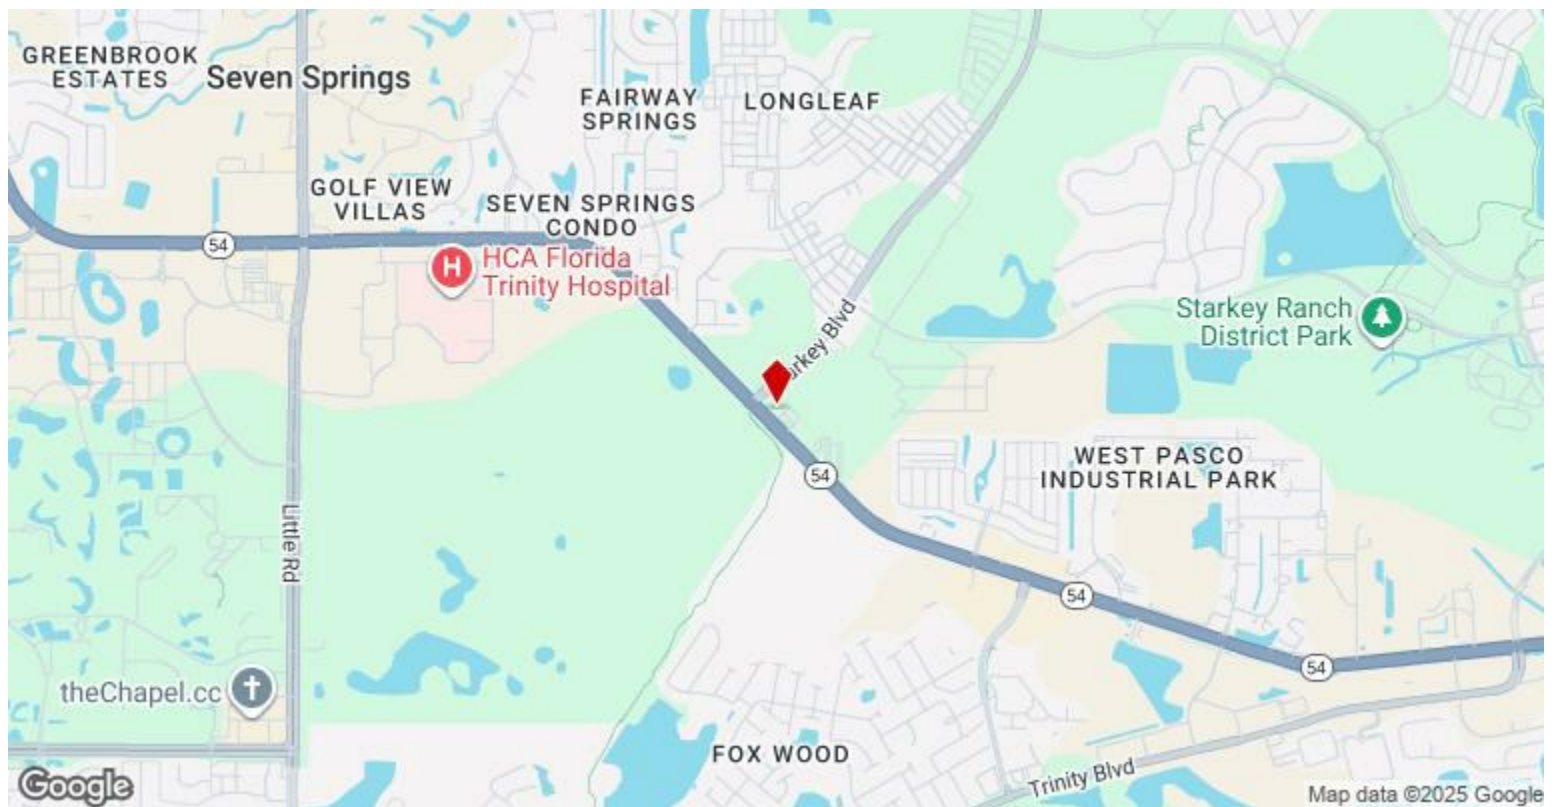 GREENBROOK
ESTATES
Seven Springs
FAIRWAY
SPRINGS
LONGLEAF
GOLF VIEW
VILLAS
SEVEN SPRINGS
CONDO
54
H
HCA Florida
Trinity Hospital
Starkey Ranch
District Park
urkey Blvd
54
WEST PASCO
INDUSTRIAL PARK
Little Rd
54
54
theChapel.cc
FOX WOOD
Trinity Blvd
Google
Map data ©2025 Google